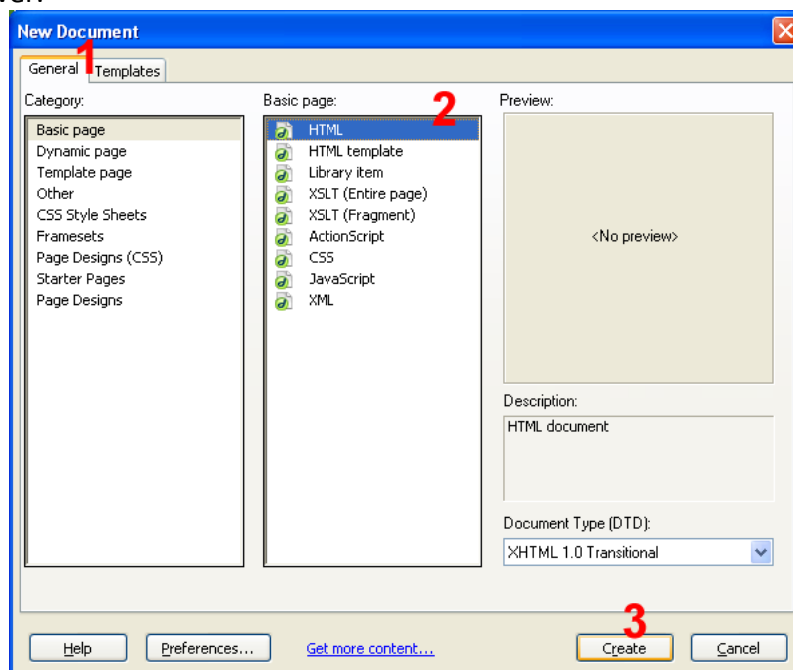 New Document
1
General Templates
Category:
Basic page
Dynamic page
Template page
Other
CSS Style Sheets
Framesets
Page Designs (CSS)
Starter Pages
Page Designs
Basic page:
2
HTML
HTML template
Library item
XSLT (Entire page)
XSLT (Fragment)
ActionScript
CSS
JavaScript
XML
Preview:
<No preview>
Description:
HTML document
Document Type (DTD):
XHTML 1.0 Transitional
3
Help Preferences... Get more content... Create Cancel